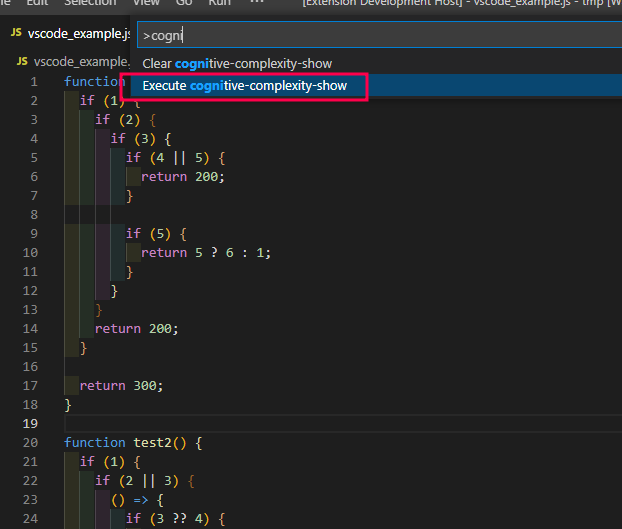 Selection View Go Run ··· [Extension Development Host] - vscode_example.js - tmp [Wor
JS vscode_example.js
>cogni
JS vscode_example.
Clear cognitive-complexity-show
Execute cognitive-complexity-show
1 function
2 if (1) {
3 if (2) {
4 if (3) {
5 if (4 || 5) {
6 return 200;
7 }
8
9 if (5) {
10 return 5 ? 6 : 1;
11 }
12 }
13 }
14 return 200;
15 }
16
17 return 300;
18 }
19
20 function test2() {
21 if (1) {
22 if (2 || 3) {
23 () => {
24 if (3 ?? 4) {